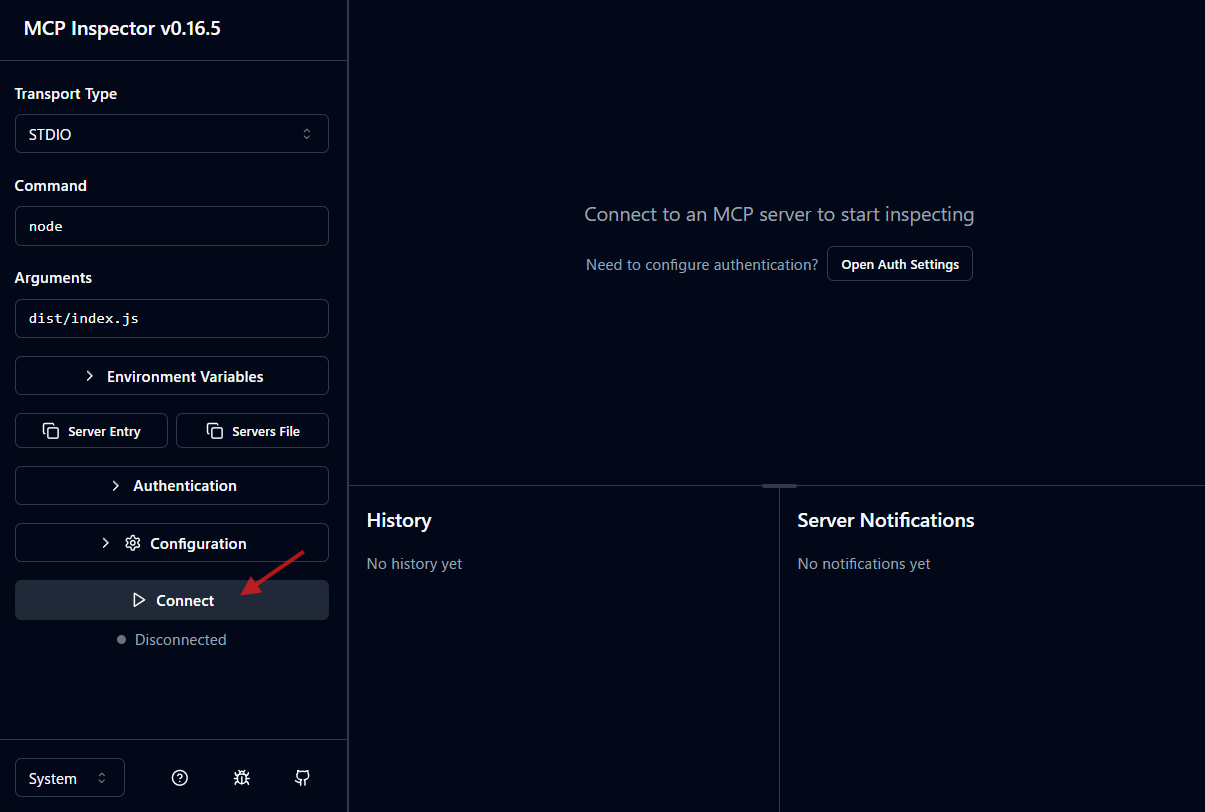 MCP Inspector v0.16.5
Transport Type
STDIO
Command
node
Arguments
dist/index.js
Environment Variables
Server Entry
Servers File
Authentication
Configuration
Connect
Disconnected
System
Connect to an MCP server to start inspecting
Need to configure authentication? Open Auth Settings
History
No history yet
Server Notifications
No notifications yet